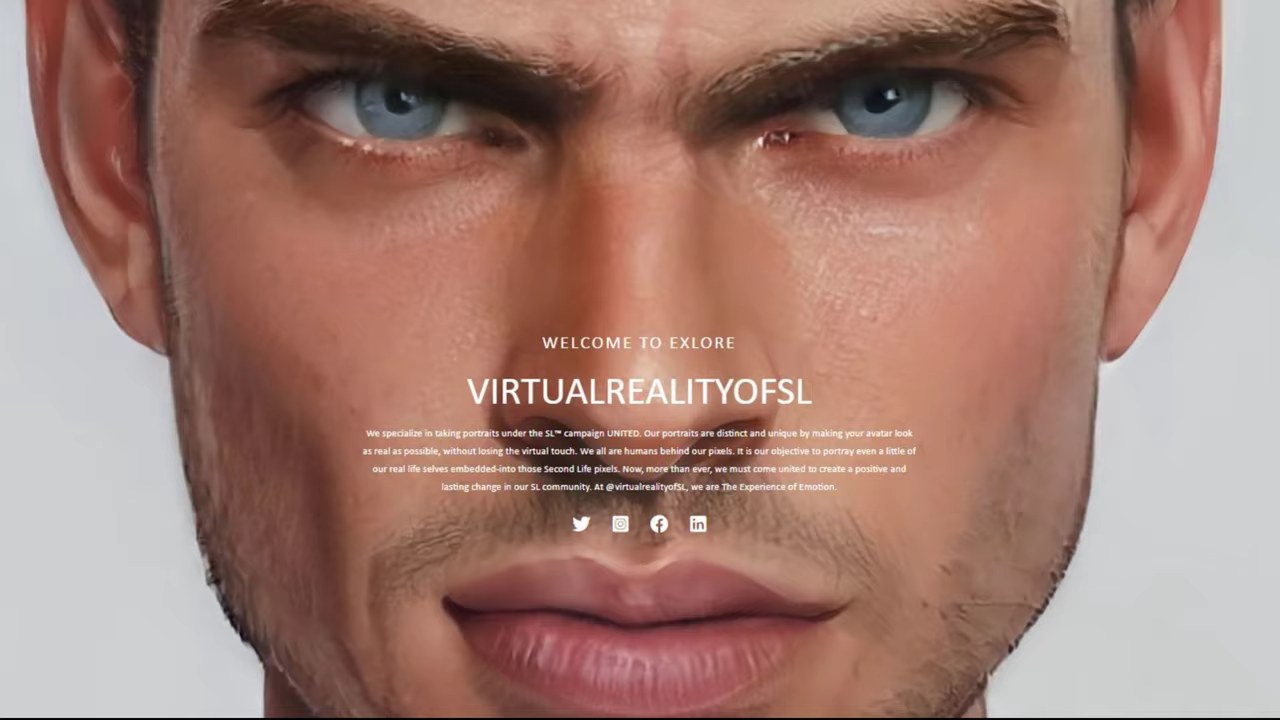 WELCOME TO EXLORE
VIRTUALREALITYOFSL
We specialize in taking portraits under the SL™ campaign UNITED. Our portraits are distinct and unique by making your avatar look
as real as possible, without losing the virtual touch. We all are humans behind our pixels. It is our objective to portray even a little of
our real life selves embedded-into those Second Life pixels. Now, more than ever, we must come united to create a positive and
lasting change in our SL community. At @virtualrealityofSL, we are The Experience of Emotion.